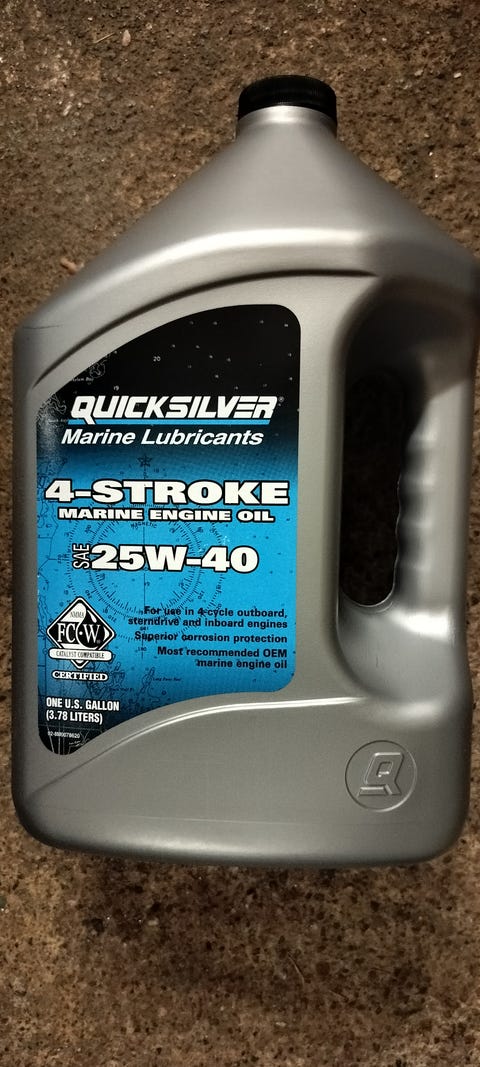 QUICKSILVER®
Marine Lubricants
4-STROKE
MARINE ENGINE OIL
SAE 25W-40
For use in 4-cycle outboard,
sterndrive and inboard engines
Superior corrosion protection
Most recommended OEM
marine engine oil
NMMA
FC-W
CATALYST COMPATIBLE
CERTIFIED
ONE U.S. GALLON
(3.78 LITERS)
Q